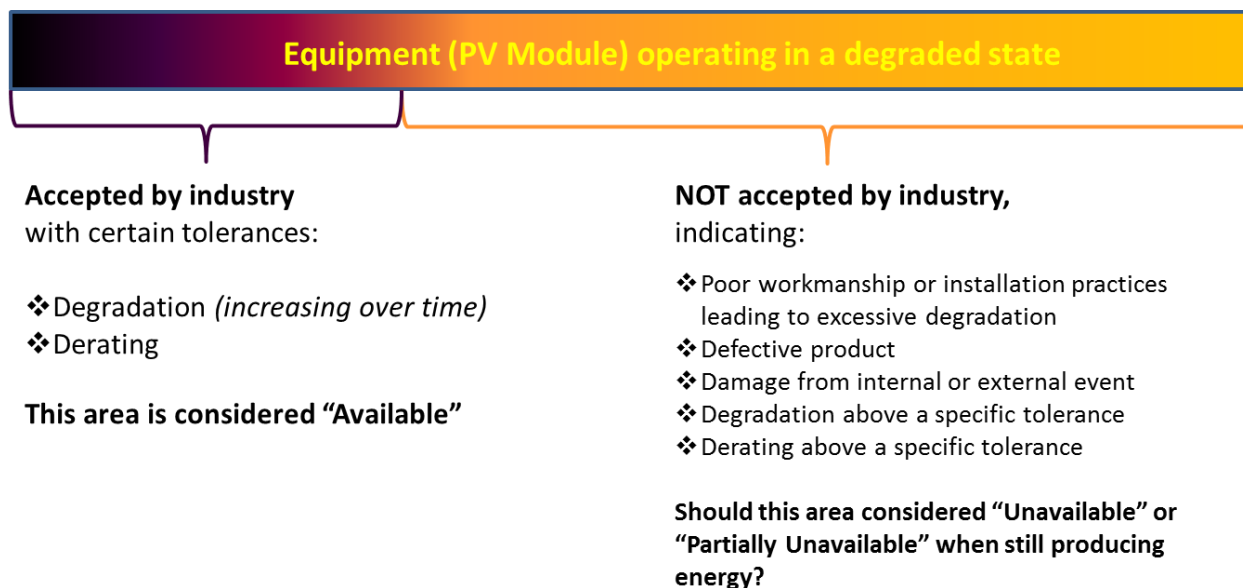 Equipment (PV Module) operating in a degraded state
Accepted by industry
with certain tolerances:
❖Degradation (increasing over time)
❖Derating
This area is considered “Available”
NOT accepted by industry,
indicating:
❖Poor workmanship or installation practices
leading to excessive degradation
❖Defective product
❖Damage from internal or external event
❖Degradation above a specific tolerance
❖Derating above a specific tolerance
Should this area considered “Unavailable” or
“Partially Unavailable” when still producing
energy?